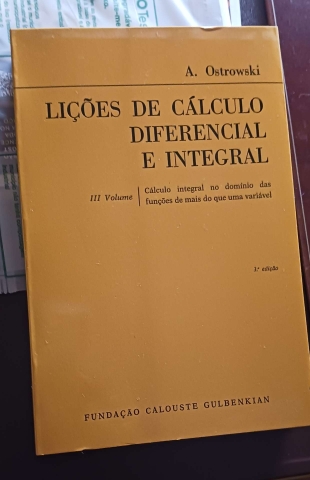 A. Ostrowski
LIÇÕES DE CÁLCULO
DIFERENCIAL
E INTEGRAL
III Volume
Cálculo integral no domínio das
funções de mais do que uma variável
3.ª edição
FUNDAÇÃO CALOUSTE GULBENKIAN